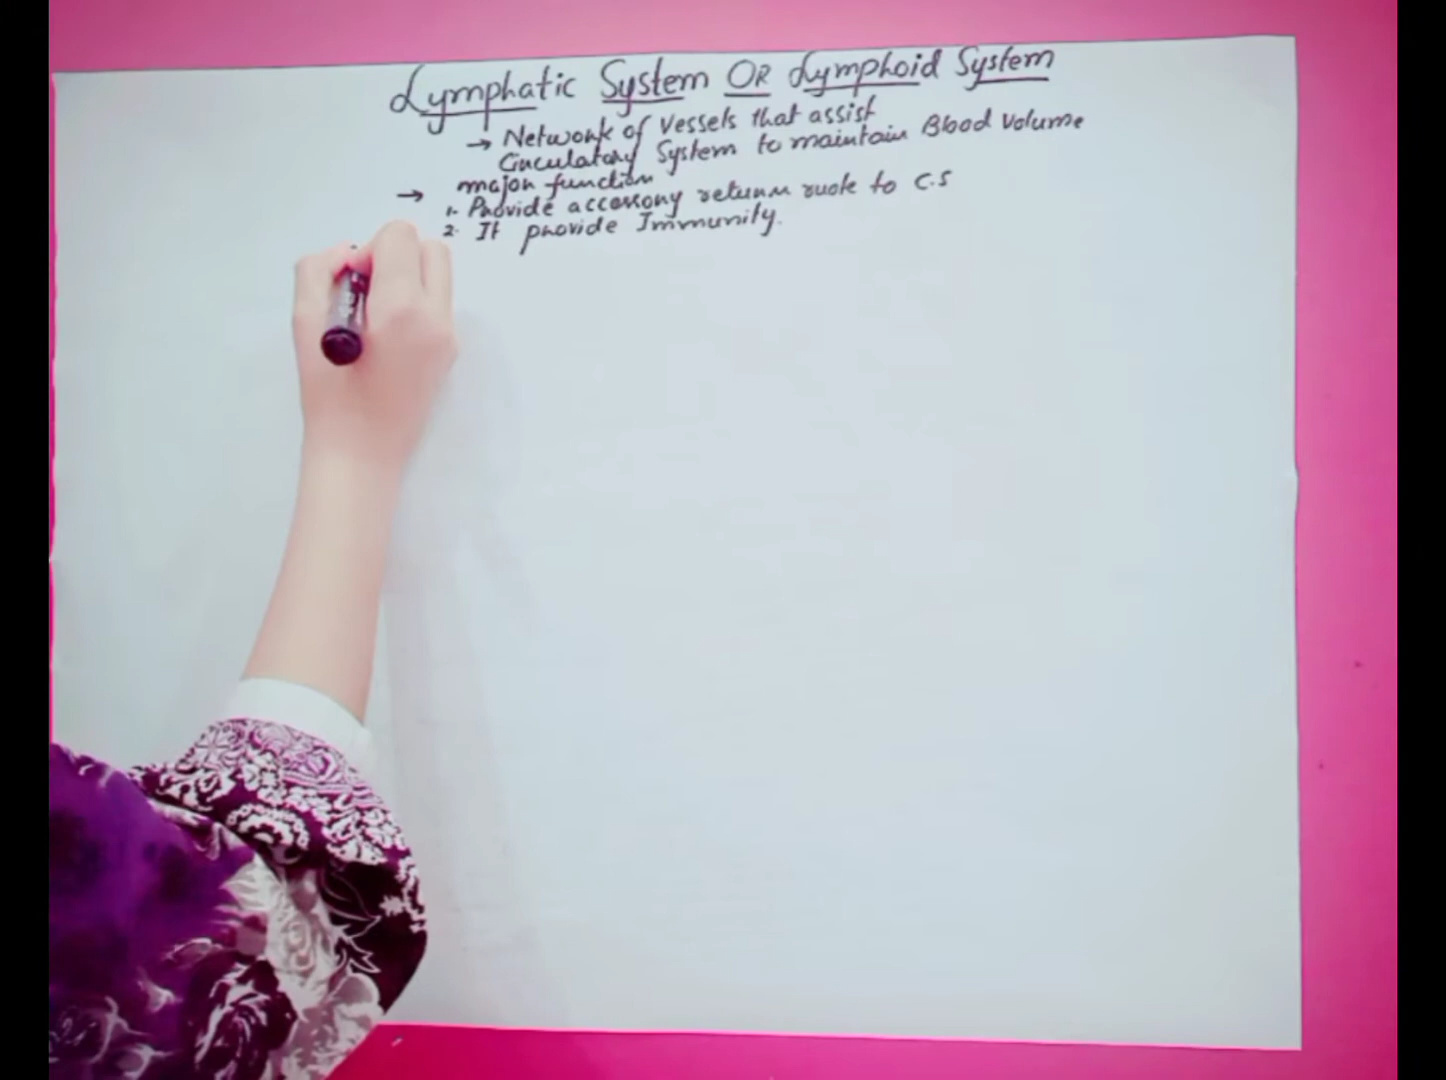 Lymphatic System OR Lymphoid System
→ Network of Vessels that assist
Circulatory System to maintain Blood Volume
→ major function
1. Provide accessory return rute to C.S
2. It provide Immunity.